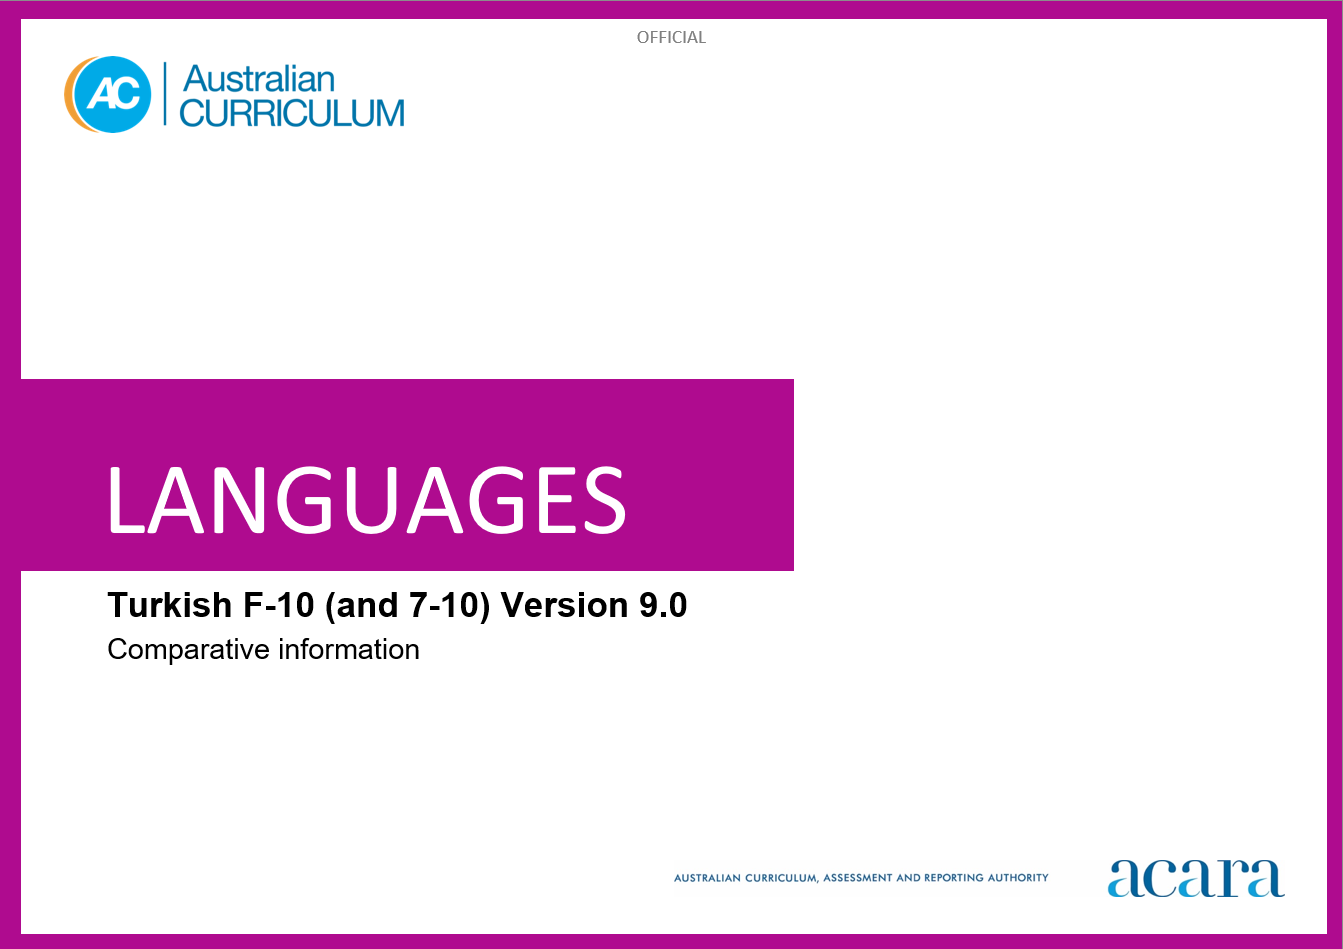 OFFICIAL
AC
Australian
CURRICULUM
LANGUAGES
Turkish F-10 (and 7-10) Version 9.0
Comparative information
AUSTRALIAN CURRICULUM, ASSESSMENT AND REPORTING AUTHORITY
acara